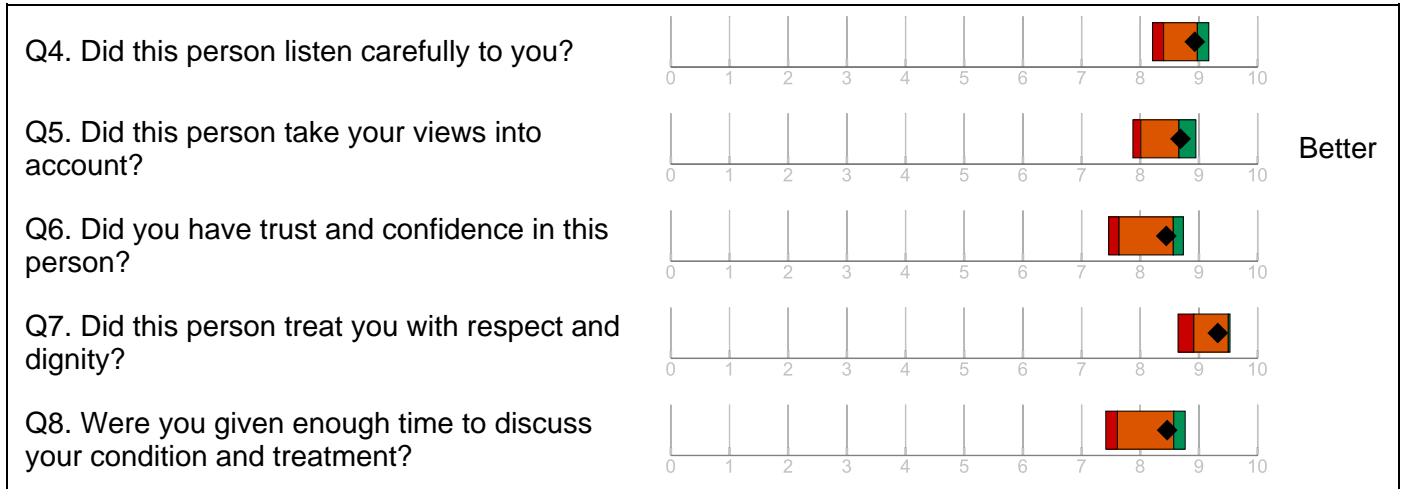 Q4. Did this person listen carefully to you?
0 1 2 3 4 5 6 7 8 9 10
Q5. Did this person take your views into
account?
Better
0 1 2 3 4 5 6 7 8 9 10
Q6. Did you have trust and confidence in this
person?
0 1 2 3 4 5 6 7 8 9 10
Q7. Did this person treat you with respect and
dignity?
0 1 2 3 4 5 6 7 8 9 10
Q8. Were you given enough time to discuss
your condition and treatment?
0 1 2 3 4 5 6 7 8 9 10